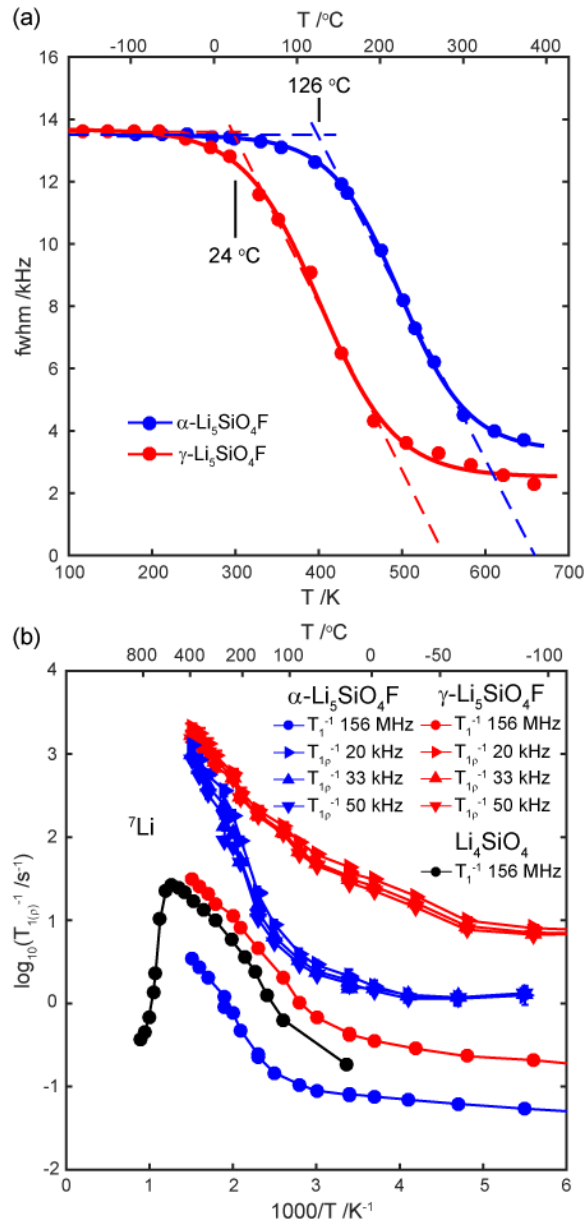 (a)
T /°C
-100 0 100 200 300 400
16
14
12
10
8
6
4
2
0
fwhm /kHz
126 °C
24 °C
α-Li₅SiO₄F
γ-Li₅SiO₄F
100 200 300 400 500 600 700
T /K
(b)
T /°C
800 400 200 100 0 -50 -100
4
3
2
1
0
-1
-2
log₁₀(T₁₍ρ₎⁻¹ /s⁻¹)
⁷Li
α-Li₅SiO₄F γ-Li₅SiO₄F
T₁⁻¹ 156 MHz T₁⁻¹ 156 MHz
T₁ρ⁻¹ 20 kHz T₁ρ⁻¹ 20 kHz
T₁ρ⁻¹ 33 kHz T₁ρ⁻¹ 33 kHz
T₁ρ⁻¹ 50 kHz T₁ρ⁻¹ 50 kHz
Li₄SiO₄
T₁⁻¹ 156 MHz
0 1 2 3 4 5 6
1000/T /K⁻¹